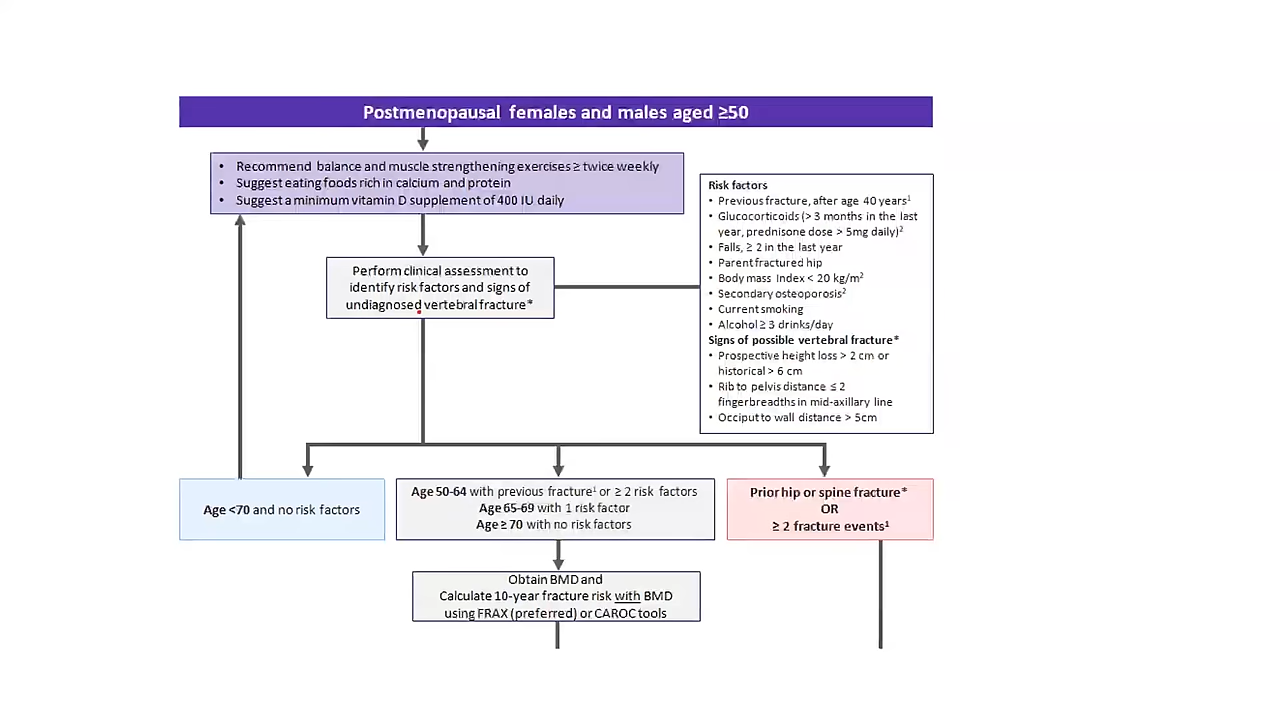 Postmenopausal females and males aged ≥50
• Recommend balance and muscle strengthening exercises ≥ twice weekly
• Suggest eating foods rich in calcium and protein
• Suggest a minimum vitamin D supplement of 400 IU daily
Perform clinical assessment to
identify risk factors and signs of
undiagnosed vertebral fracture*
Risk factors
• Previous fracture, after age 40 years¹
• Glucocorticoids (> 3 months in the last
year, prednisone dose > 5mg daily)²
• Falls, ≥ 2 in the last year
• Parent fractured hip
• Body mass Index < 20 kg/m²
• Secondary osteoporosis²
• Current smoking
• Alcohol ≥ 3 drinks/day
Signs of possible vertebral fracture*
• Prospective height loss > 2 cm or
historical > 6 cm
• Rib to pelvis distance ≤ 2
fingerbreadths in mid-axillary line
• Occiput to wall distance > 5cm
Age <70 and no risk factors
Age 50-64 with previous fracture¹ or ≥ 2 risk factors
Age 65-69 with 1 risk factor
Age ≥ 70 with no risk factors
Prior hip or spine fracture*
OR
≥ 2 fracture events¹
Obtain BMD and
Calculate 10-year fracture risk with BMD
using FRAX (preferred) or CAROC tools